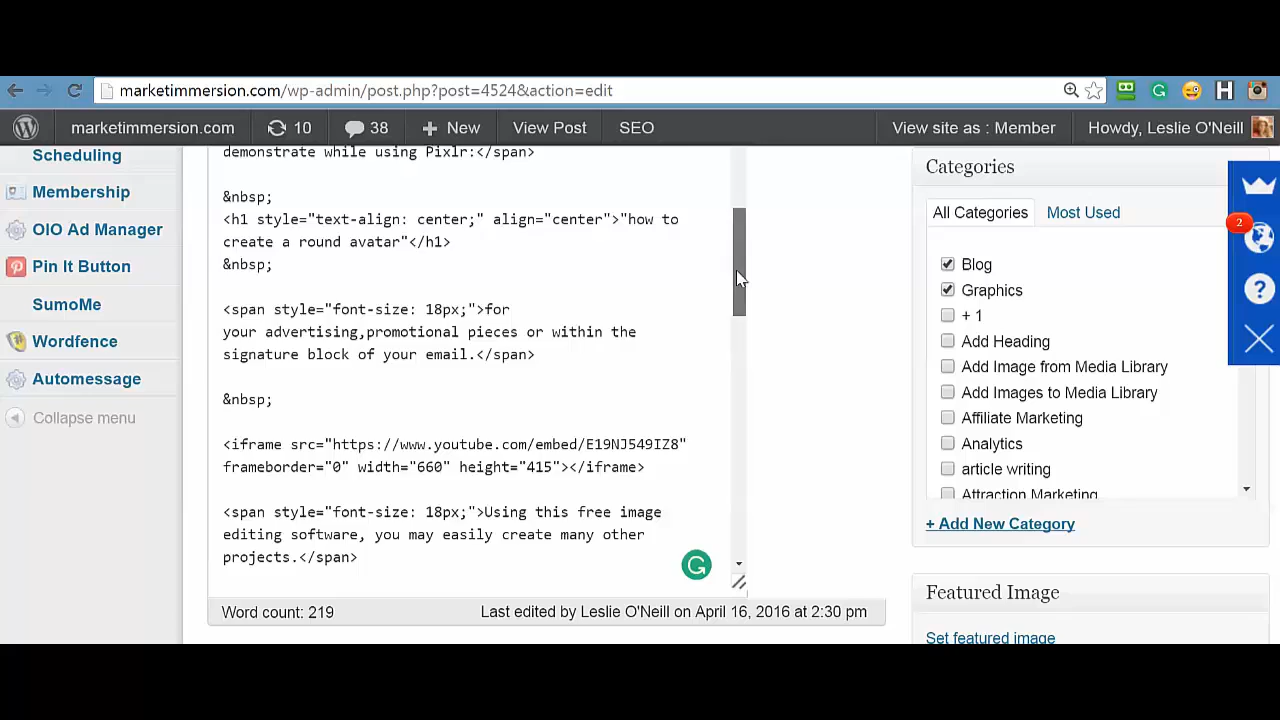 marketimmersion.com/wp-admin/post.php?post=4524&action=edit
marketimmersion.com
10
38
New
View Post
SEO
View site as : Member
Howdy, Leslie O'Neill
Scheduling
Membership
OIO Ad Manager
Pin It Button
SumoMe
Wordfence
Automessage
Collapse menu
demonstrate while using Pixlr:</span>
&nbsp;
<h1 style="text-align: center;" align="center">"how to
create a round avatar"</h1>
&nbsp;
<span style="font-size: 18px;">for
your advertising,promotional pieces or within the
signature block of your email.</span>
&nbsp;
<iframe src="https://www.youtube.com/embed/E19NJ549IZ8"
frameborder="0" width="660" height="415"></iframe>
<span style="font-size: 18px;">Using this free image
editing software, you may easily create many other
projects.</span>
Word count: 219
Last edited by Leslie O'Neill on April 16, 2016 at 2:30 pm
Categories
All Categories
Most Used
Blog
Graphics
+ 1
Add Heading
Add Image from Media Library
Add Images to Media Library
Affiliate Marketing
Analytics
article writing
Attraction Marketing
+ Add New Category
Featured Image
Set featured image
2